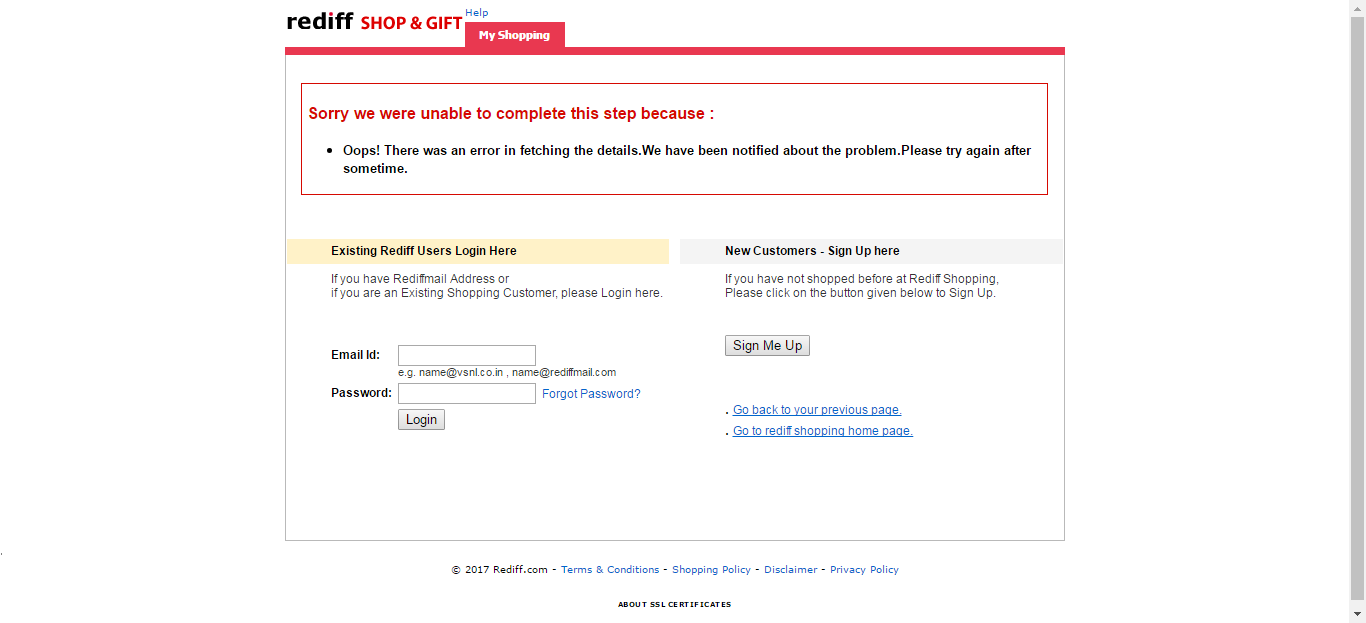 Help
rediff SHOP & GIFT
My Shopping
Sorry we were unable to complete this step because :
• Oops! There was an error in fetching the details.We have been notified about the problem.Please try again after
sometime.
Existing Rediff Users Login Here
If you have Rediffmail Address or
if you are an Existing Shopping Customer, please Login here.
Email Id:
e.g. name@vsnl.co.in , name@rediffmail.com
Password:
Forgot Password?
Login
New Customers - Sign Up here
If you have not shopped before at Rediff Shopping,
Please click on the button given below to Sign Up.
Sign Me Up
. Go back to your previous page.
. Go to rediff shopping home page.
© 2017 Rediff.com - Terms & Conditions - Shopping Policy - Disclaimer - Privacy Policy
ABOUT SSL CERTIFICATES